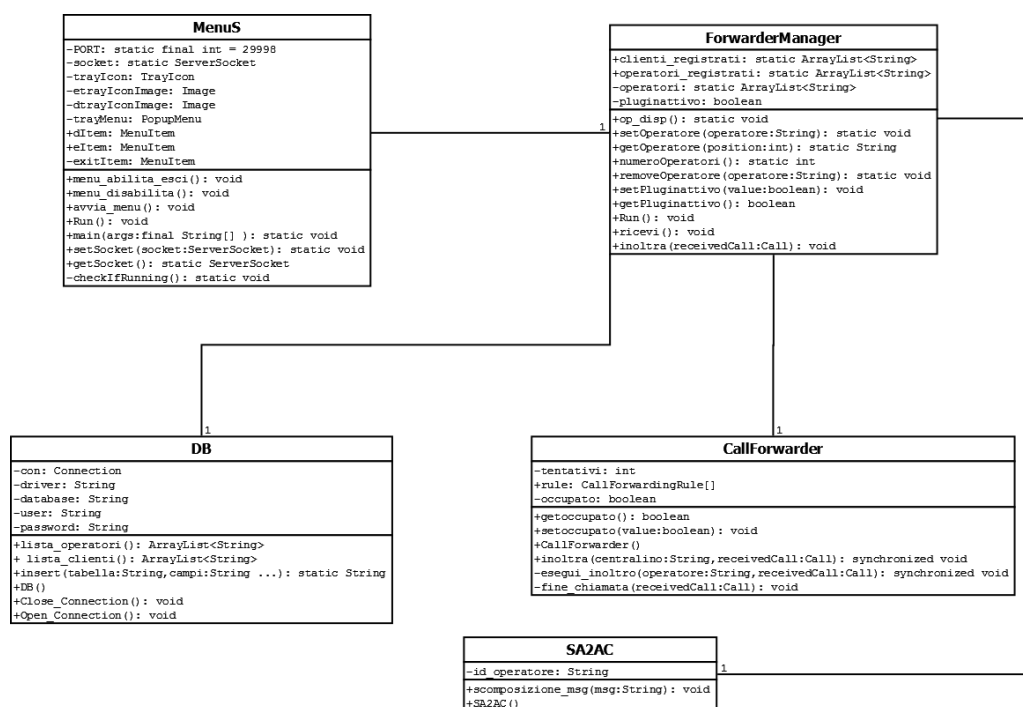 MenuS
-PORT: static final int = 29998
-socket: static ServerSocket
-trayIcon: TrayIcon
-etrayIconImage: Image
-dtrayIconImage: Image
-trayMenu: PopupMenu
+dItem: MenuItem
+eItem: MenuItem
-exitItem: MenuItem
+menu_abilita_esci(): void
+menu_disabilita(): void
+avvia_menu(): void
+Run(): void
+main(args:final String[] ): static void
+setSocket(socket:ServerSocket): static void
+getSocket(): static ServerSocket
-checkIfRunning(): static void
1
ForwarderManager
+clienti_registrati: static ArrayList<String>
+operatori_registrati: static ArrayList<String>
-operatori: static ArrayList<String>
-pluginattivo: boolean
+op_disp(): static void
+setOperatore(operatore:String): static void
+getOperatore(position:int): static String
+numeroOperatori(): static int
+removeOperatore(operatore:String): static void
+setPluginattivo(value:boolean): void
+getPluginattivo(): boolean
+Run(): void
+ricevi(): void
+inoltra(receivedCall:Call): void
1
DB
-con: Connection
-driver: String
-database: String
-user: String
-password: String
+lista_operatori(): ArrayList<String>
+ lista_clienti(): ArrayList<String>
+insert(tabella:String,campi:String ...): static String
+DB()
+Close_Connection(): void
+Open_Connection(): void
1
CallForwarder
-tentativi: int
+rule: CallForwardingRule[]
-occupato: boolean
+getoccupato(): boolean
+setoccupato(value:boolean): void
+CallForwarder()
+inoltra(centralino:String,receivedCall:Call): synchronized void
-esegui_inoltro(operatore:String,receivedCall:Call): synchronized void
-fine_chiamata(receivedCall:Call): void
SA2AC
-id_operatore: String
+scomposizione_msg(msg:String): void
+SA2AC()
1